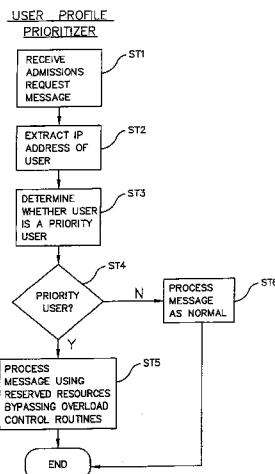 USER PROFILE
PRIORITIZER
ST1
RECEIVE
ADMISSIONS
REQUEST
MESSAGE
ST2
EXTRACT IP
ADDRESS OF
USER
ST3
DETERMINE
WHETHER USER
IS A PRIORITY
USER
ST4
PRIORITY
USER?
N
ST6
PROCESS
MESSAGE
AS NORMAL
Y
ST5
PROCESS
MESSAGE USING
RESERVED RESOURCES
BYPASSING OVERLOAD
CONTROL ROUTINES
END